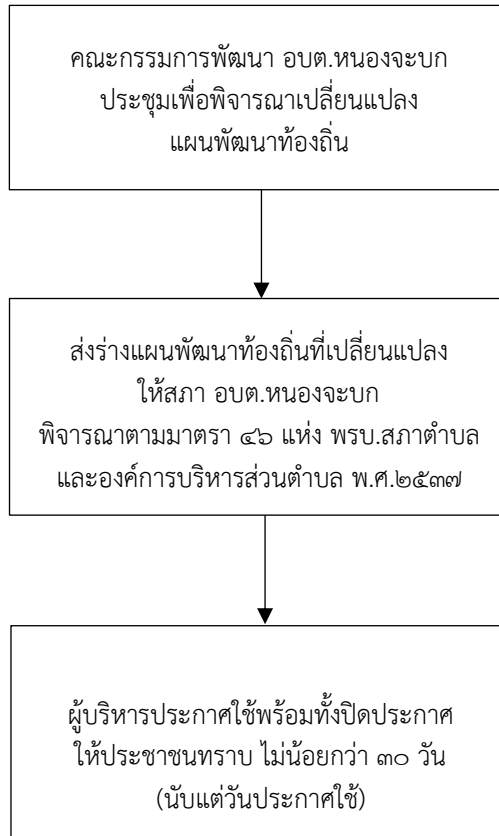 คณะกรรมการพัฒนา อบต.หนองจะบก
ประชุมเพื่อพิจารณาเปลี่ยนแปลง
แผนพัฒนาท้องถิ่น
ส่งร่างแผนพัฒนาท้องถิ่นที่เปลี่ยนแปลง
ให้สภา อบต.หนองจะบก
พิจารณาตามมาตรา ๔๖ แห่ง พรบ.สภาตำบล
และองค์การบริหารส่วนตำบล พ.ศ.๒๕๓๗
ผู้บริหารประกาศใช้พร้อมทั้งปิดประกาศ
ให้ประชาชนทราบ ไม่น้อยกว่า ๓๐ วัน
(นับแต่วันประกาศใช้)